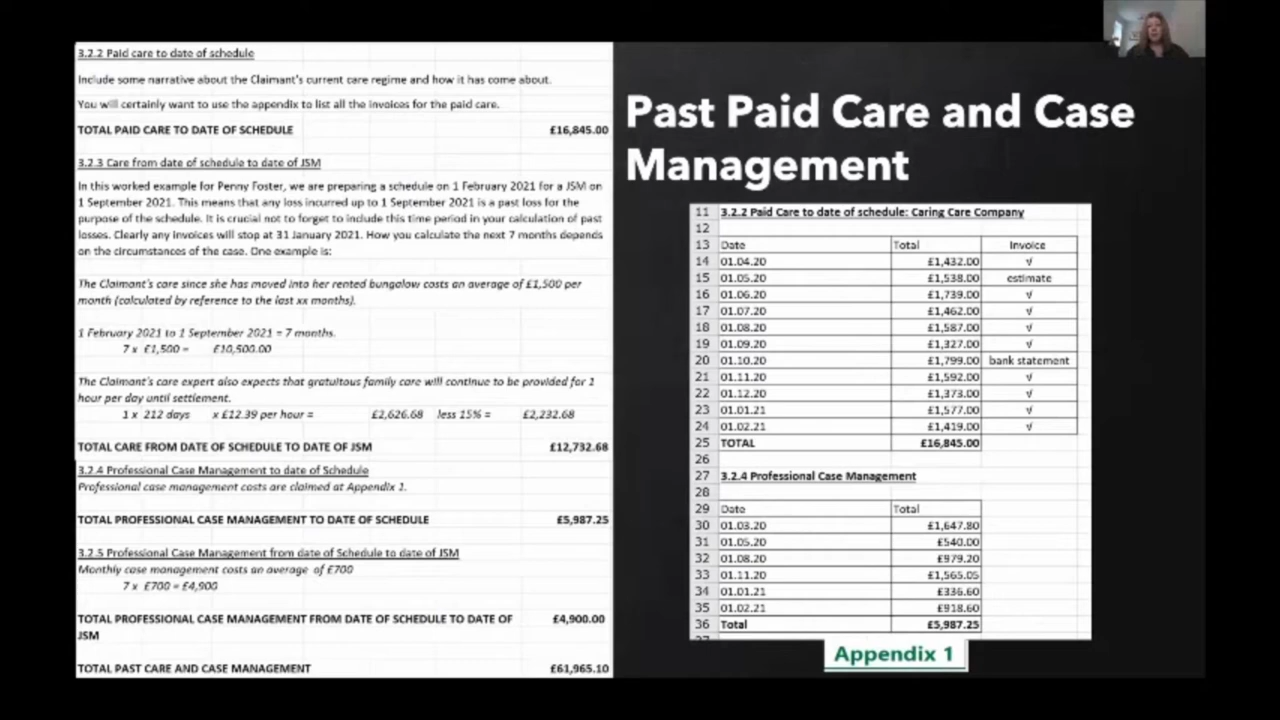 3.2.2 Paid care to date of schedule
Include some narrative about the Claimant's current care regime and how it has come about.
You will certainly want to use the appendix to list all the invoices for the paid care.
TOTAL PAID CARE TO DATE OF SCHEDULE £16,845.00
3.2.3 Care from date of schedule to date of JSM
In this worked example for Penny Foster, we are preparing a schedule on 1 February 2021 for a JSM on
1 September 2021. This means that any loss incurred up to 1 September 2021 is a past loss for the
purpose of the schedule. It is crucial not to forget to include this time period in your calculation of past
losses. Clearly any invoices will stop at 31 January 2021. How you calculate the next 7 months depends
on the circumstances of the case. One example is:
The Claimant's care since she has moved into her rented bungalow costs an average of £1,500 per
month (calculated by reference to the last xx months).
1 February 2021 to 1 September 2021 = 7 months.
7 x £1,500 = £10,500.00
The Claimant's care expert also expects that gratuitous family care will continue to be provided for 1
hour per day until settlement.
1 x 212 days x £12.39 per hour = £2,626.68 less 15% = £2,232.68
TOTAL CARE FROM DATE OF SCHEDULE TO DATE OF JSM £12,732.68
3.2.4 Professional Case Management to date of Schedule
Professional case management costs are claimed at Appendix 1.
TOTAL PROFESSIONAL CASE MANAGEMENT TO DATE OF SCHEDULE £5,987.25
3.2.5 Professional Case Management from date of Schedule to date of JSM
Monthly case management costs an average of £700
7 x £700 = £4,900
TOTAL PROFESSIONAL CASE MANAGEMENT FROM DATE OF SCHEDULE TO DATE OF £4,900.00
JSM
TOTAL PAST CARE AND CASE MANAGEMENT £61,965.10
Past Paid Care and Case
Management
11 3.2.2 Paid Care to date of schedule: Caring Care Company
12
13 Date Total Invoice
14 01.04.20 £1,432.00 √
15 01.05.20 £1,538.00 estimate
16 01.06.20 £1,739.00 √
17 01.07.20 £1,462.00 √
18 01.08.20 £1,587.00 √
19 01.09.20 £1,327.00 √
20 01.10.20 £1,799.00 bank statement
21 01.11.20 £1,592.00 √
22 01.12.20 £1,373.00 √
23 01.01.21 £1,577.00 √
24 01.02.21 £1,419.00 √
25 TOTAL £16,845.00
26
27 3.2.4 Professional Case Management
28
29 Date Total
30 01.03.20 £1,647.80
31 01.05.20 £540.00
32 01.08.20 £979.20
33 01.11.20 £1,565.05
34 01.01.21 £336.60
35 01.02.21 £918.60
36 Total £5,987.25
Appendix 1